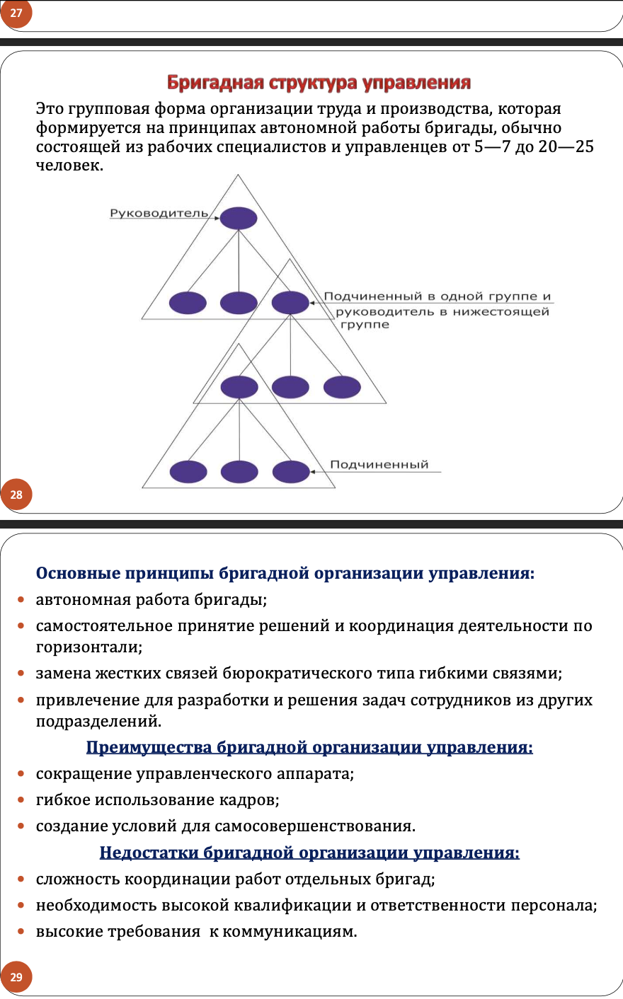 27
Бригадная структура управления
Это групповая форма организации труда и производства, которая
формируется на принципах автономной работы бригады, обычно
состоящей из рабочих специалистов и управленцев от 5—7 до 20—25
человек.
Руководитель
Подчиненный в одной группе и
руководитель в нижестоящей
группе
Подчиненный
28
Основные принципы бригадной организации управления:
• автономная работа бригады;
• самостоятельное принятие решений и координация деятельности по
горизонтали;
• замена жестких связей бюрократического типа гибкими связями;
• привлечение для разработки и решения задач сотрудников из других
подразделений.
Преимущества бригадной организации управления:
• сокращение управленческого аппарата;
• гибкое использование кадров;
• создание условий для самосовершенствования.
Недостатки бригадной организации управления:
• сложность координации работ отдельных бригад;
• необходимость высокой квалификации и ответственности персонала;
• высокие требования  к коммуникациям.
29